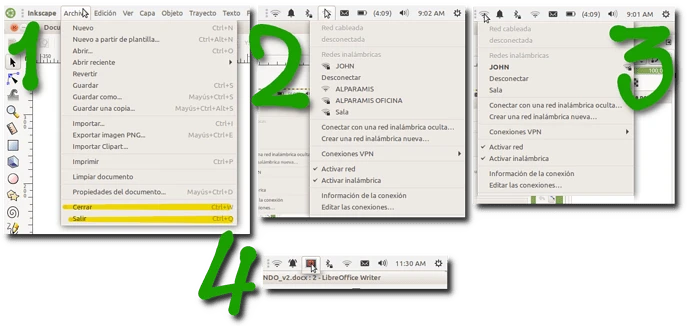 1
Inkscape Archi Edición Ver Capa Objeto Trayecto Texto F
Docu
Nuevo Ctrl+N
Nuevo a partir de plantilla... Ctrl+Alt+N
Abrir... Ctrl+O
Abrir reciente
Revertir
Guardar Ctrl+S
Guardar como... Mayús+Ctrl+S
Guardar una copia... Mayús+Ctrl+Alt+S
Importar... Ctrl+I
Exportar imagen PNG... Mayús+Ctrl+E
Importar Clipart...
Imprimir Ctrl+P
Limpiar documento
Propiedades del documento... Mayús+Ctrl+D
Cerrar Ctrl+W
Salir Ctrl+Q
2
(4:09) 9:02 AM
Red cableada
desconectada
Redes inalámbricas
JOHN
Desconectar
ALPARAMIS
ALPARAMIS OFICINA
Sala
Conectar con una red inalámbrica oculta...
Crear una red inalámbrica nueva...
Conexiones VPN
Activar red
Activar inalámbrica
Información de la conexión
Editar las conexiones...
3
(4:09) 9:01 AM
Red cableada
desconectada
Redes inalámbricas
JOHN
Desconectar
Sala
Conectar con una red inalámbrica oculta...
Crear una red inalámbrica nueva...
Conexiones VPN
Activar red
Activar inalámbrica
Información de la conexión
Editar las conexiones...
4
11:30 AM
NDO_v2.docx : 2 - LibreOffice Writer